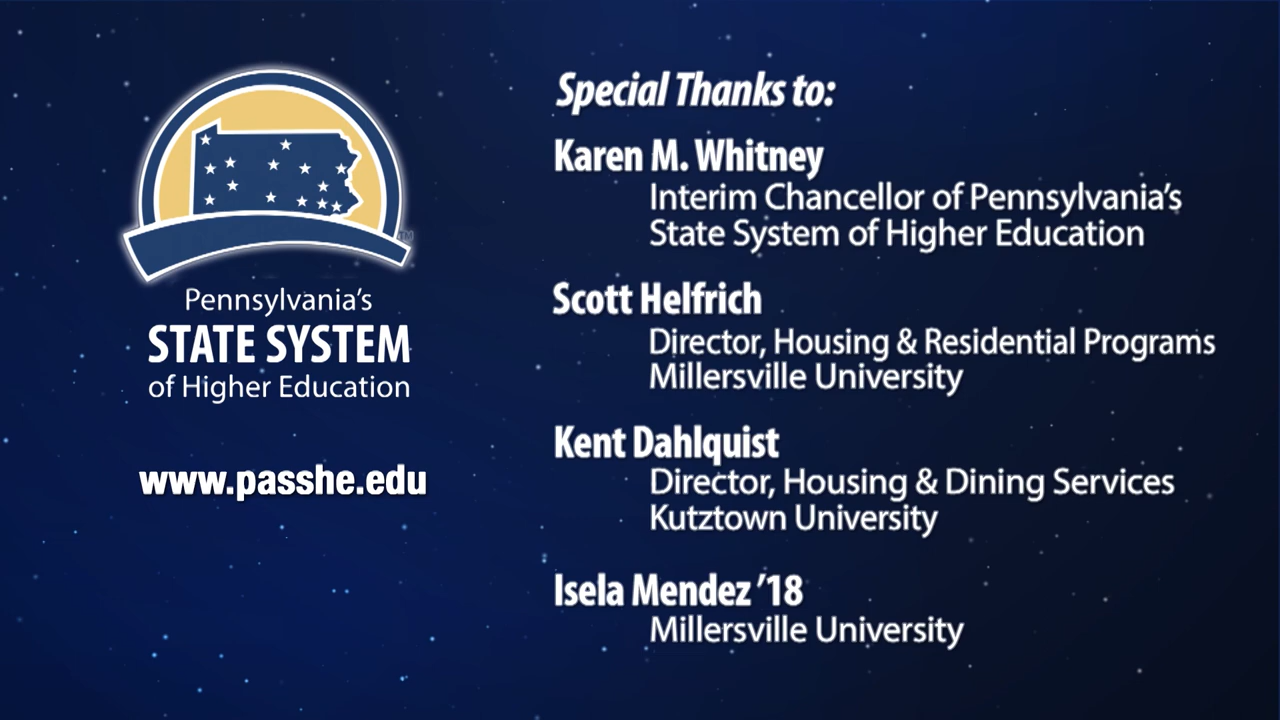 Pennsylvania's
STATE SYSTEM
of Higher Education
www.passhe.edu
Special Thanks to:
Karen M. Whitney
Interim Chancellor of Pennsylvania's
State System of Higher Education
Scott Helfrich
Director, Housing & Residential Programs
Millersville University
Kent Dahlquist
Director, Housing & Dining Services
Kutztown University
Isela Mendez ’18
Millersville University